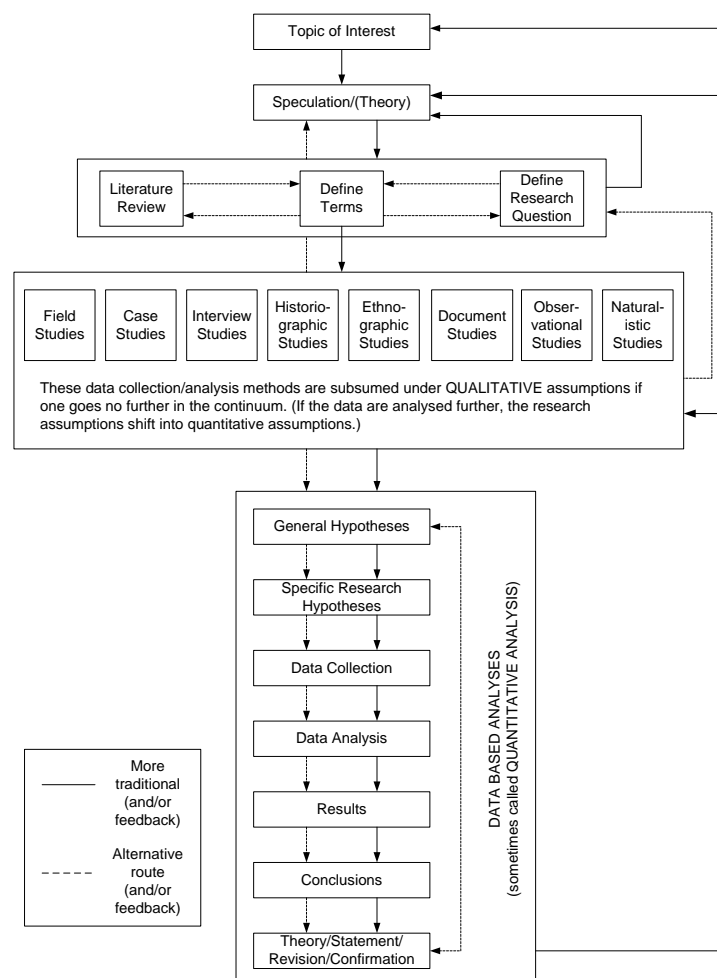 Topic of Interest
Speculation/(Theory)
Literature
Review
Define
Terms
Define
Research
Question
Field
Studies
Case
Studies
Interview
Studies
Historio-
graphic
Studies
Ethno-
graphic
Studies
Document
Studies
Obser-
vational
Studies
Natural-
istic
Studies
These data collection/analysis methods are subsumed under QUALITATIVE assumptions if
one goes no further in the continuum. (If the data are analysed further, the research
assumptions shift into quantitative assumptions.)
General Hypotheses
Specific Research
Hypotheses
Data Collection
Data Analysis
Results
Conclusions
Theory/Statement/
Revision/Confirmation
DATA BASED ANALYSES
(sometimes called QUANTITATIVE ANALYSIS)
More
traditional
(and/or
feedback)
Alternative
route
(and/or
feedback)